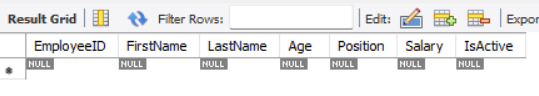 Result Grid Filter Rows: Edit: Expor
EmployeeID FirstName LastName Age Position Salary IsActive
NULL NULL NULL NULL NULL NULL NULL